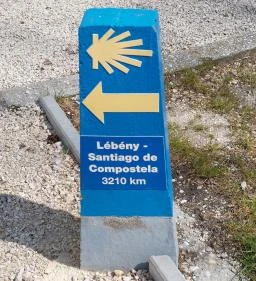 Lébény -
Santiago de
Compostela
3210 km